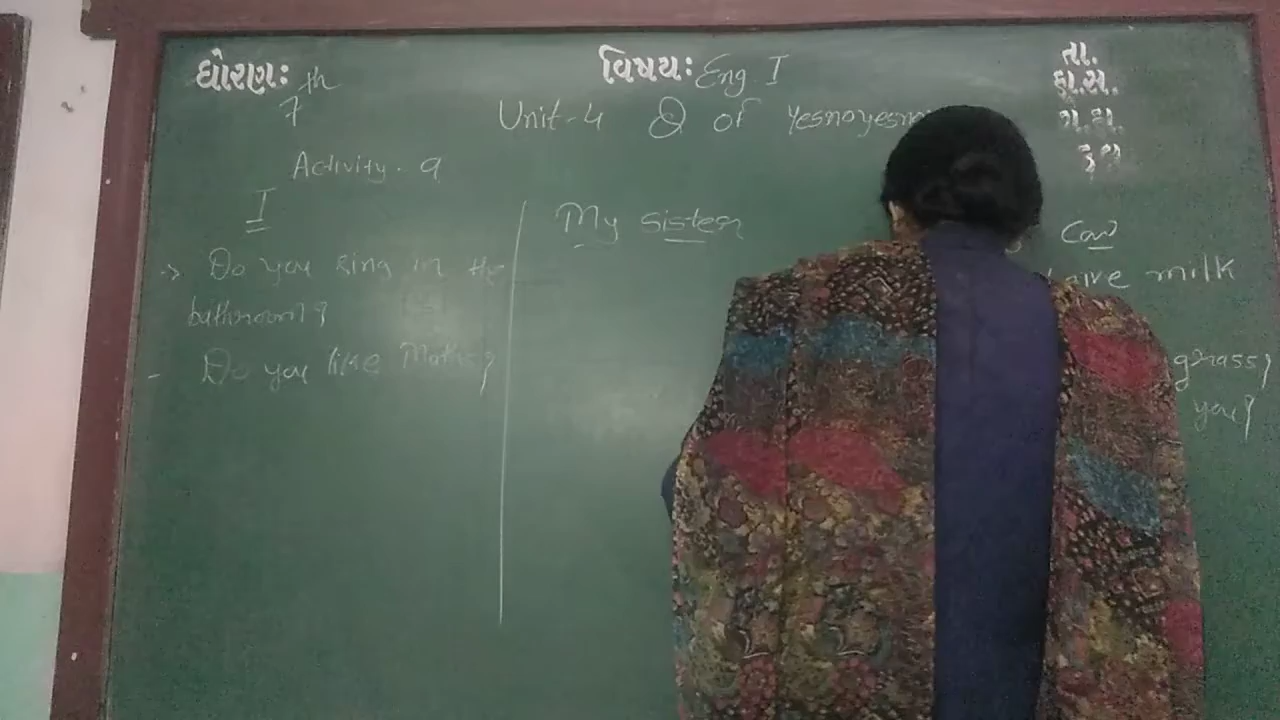 ધોરણઃ 7th
વિષયઃ Eng. I
તા.
ફા.સ.
ગ.હા.
કુલ
Unit-4 Q of Yesnoyesno
Activity. 9
I
My sister
Cow
-> Do you sing in the
bathroom?
- Do you like Maths?
give milk
grass,
you?